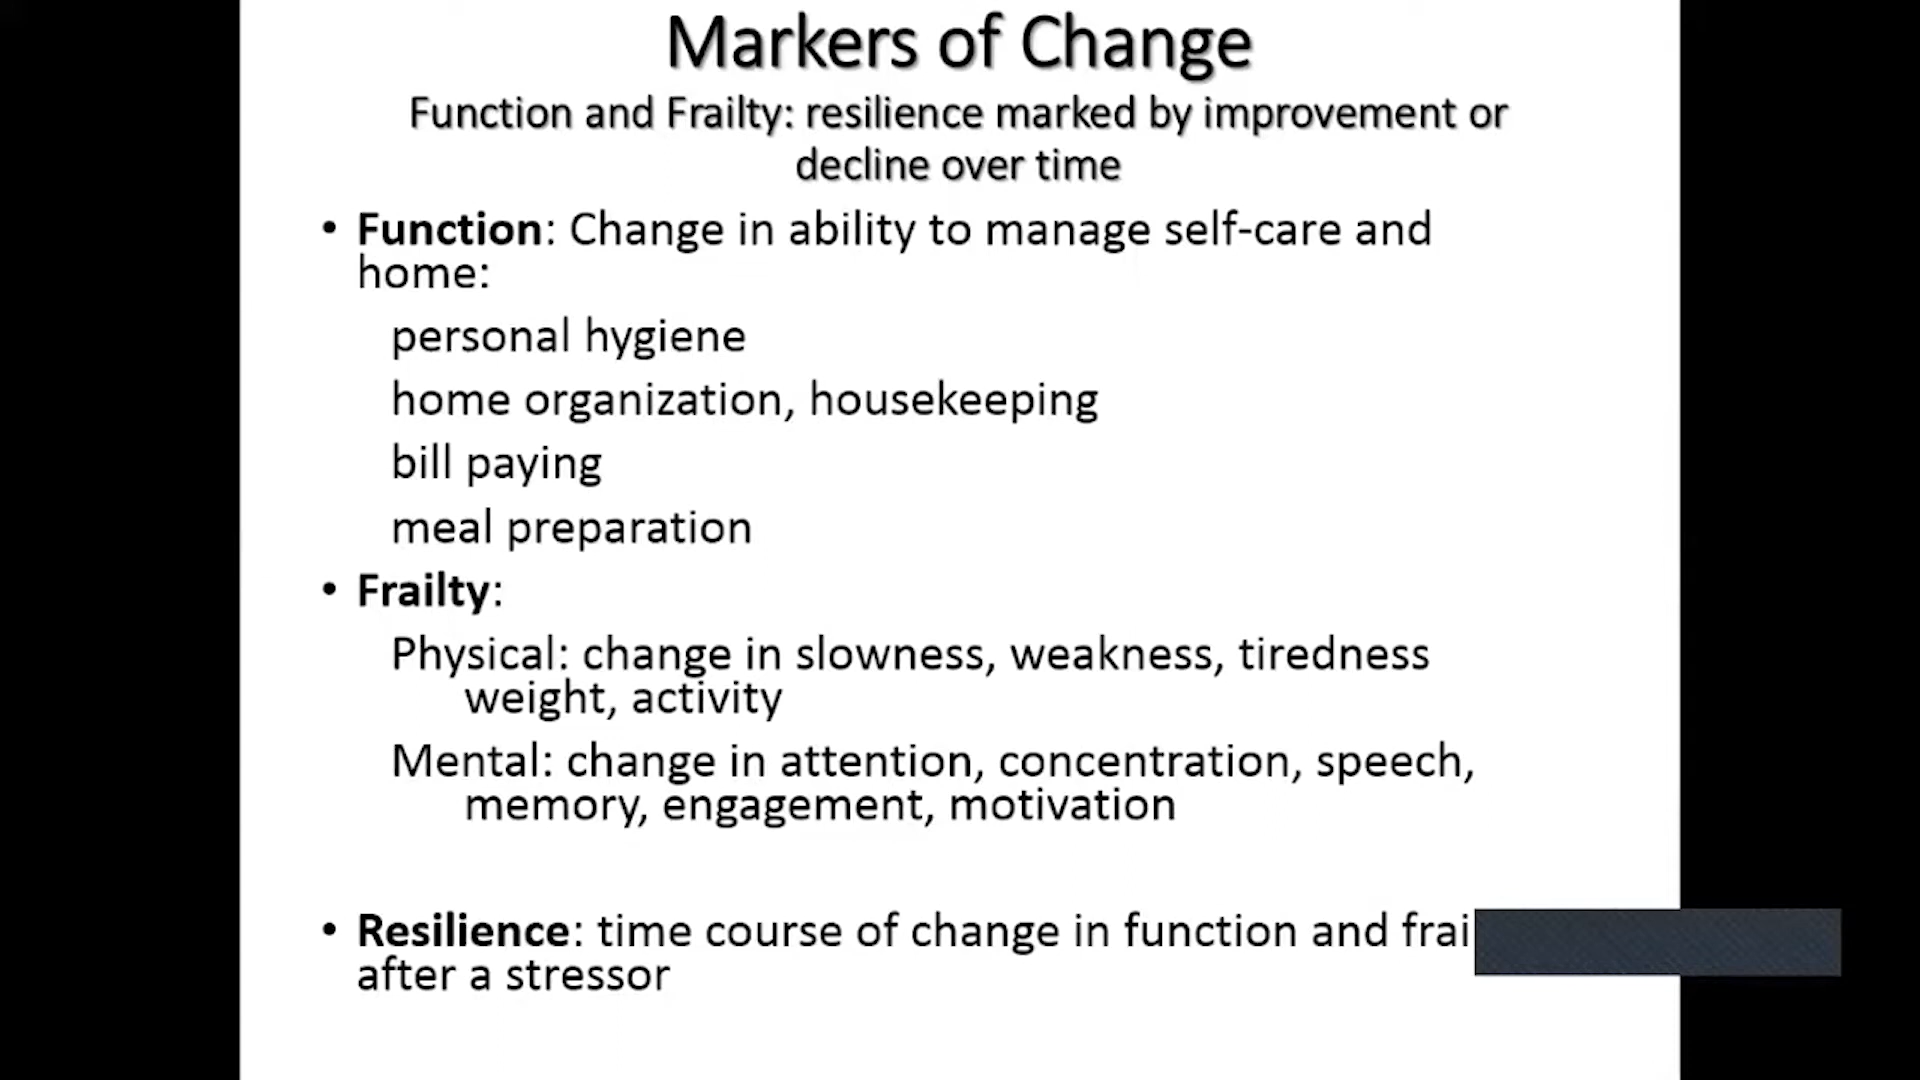 Markers of Change
Function and Frailty: resilience marked by improvement or
decline over time
• Function: Change in ability to manage self-care and
home:
personal hygiene
home organization, housekeeping
bill paying
meal preparation
• Frailty:
Physical: change in slowness, weakness, tiredness
weight, activity
Mental: change in attention, concentration, speech,
memory, engagement, motivation
• Resilience: time course of change in function and
after a stressor